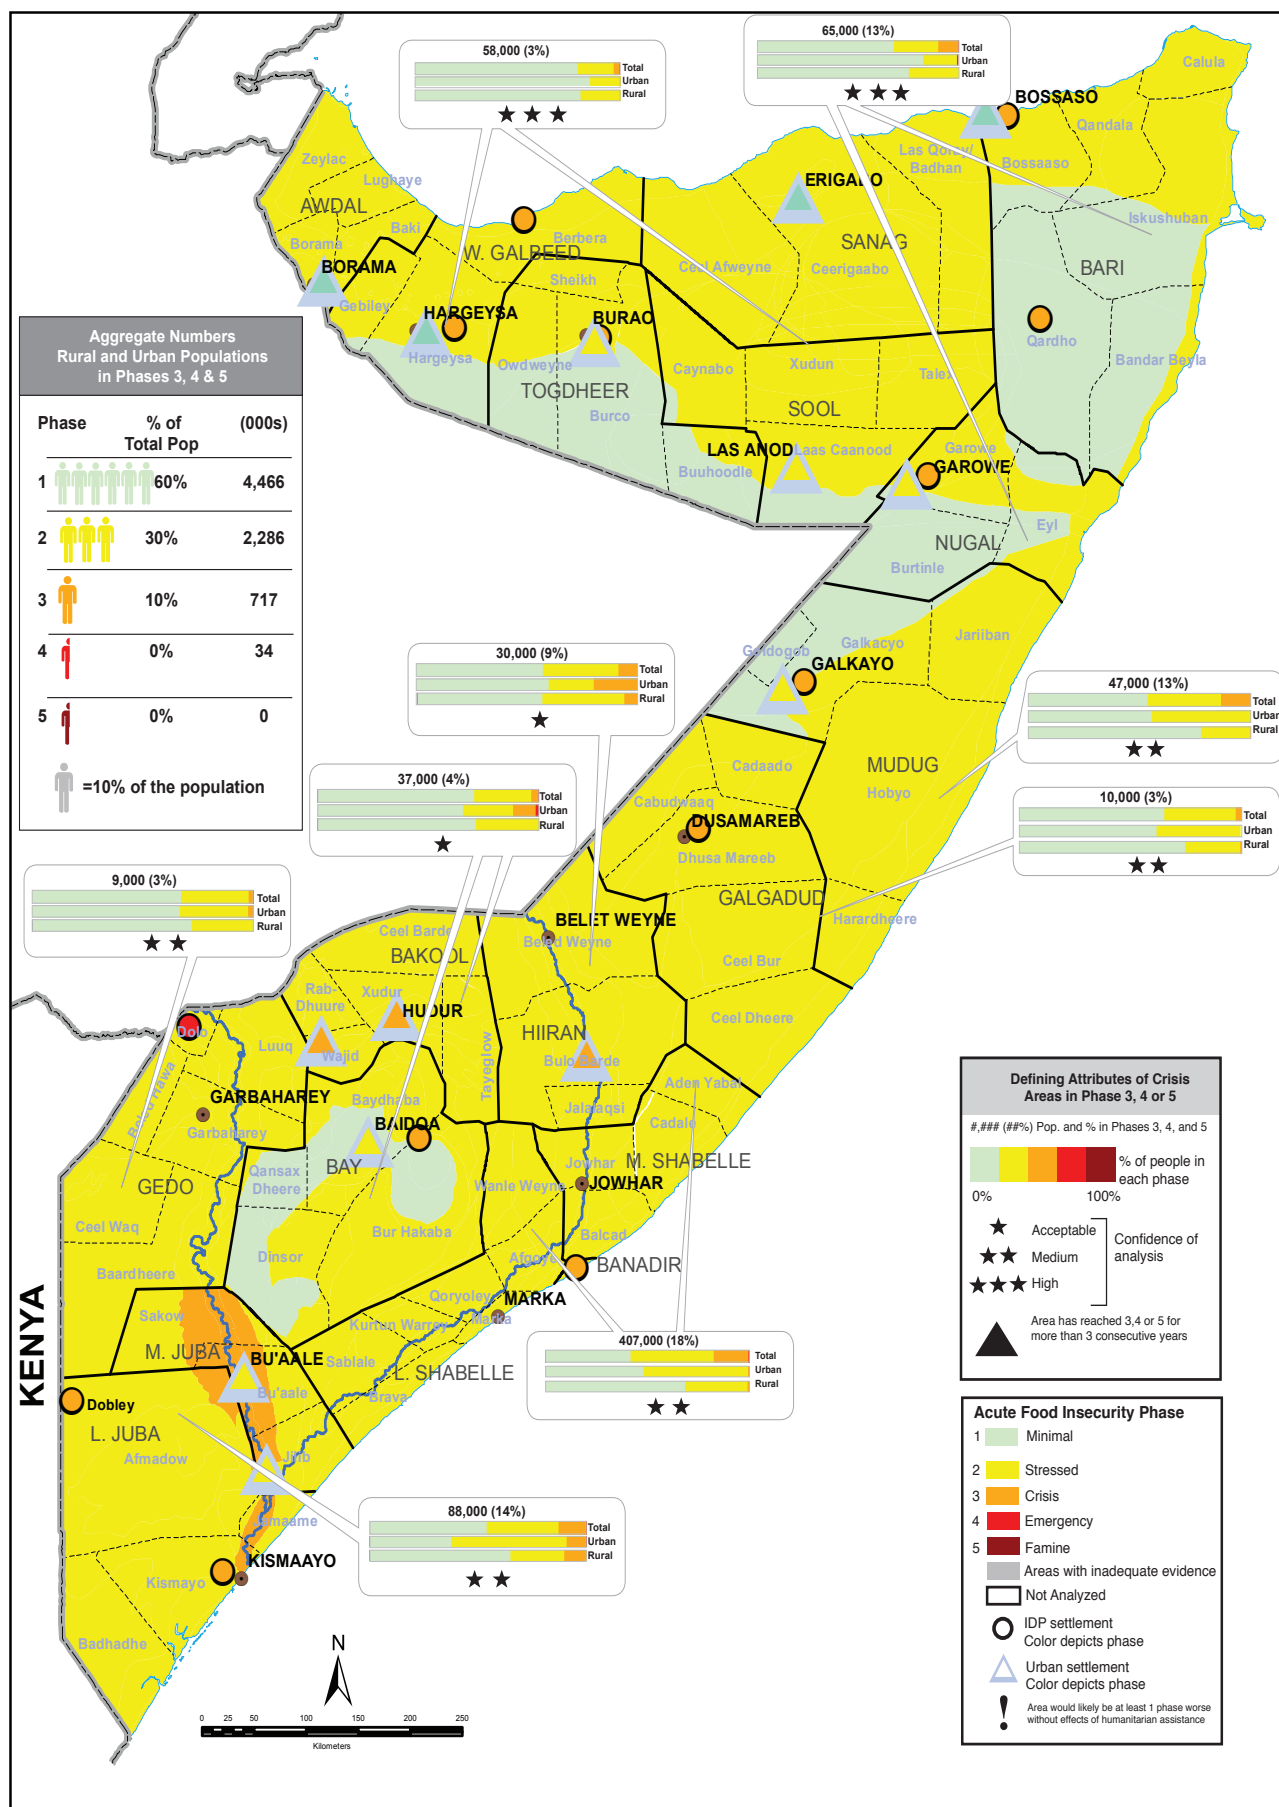 58,000 (3%)
Total
Urban
Rural
65,000 (13%)
Total
Urban
Rural
Calula
BOSSASO
Qandala
Las Qoray/
Badhan
Bossaaso
Zeylac
Lughaye
AWDAL
Baki
Borama
BORAMA
Gebiley
W. GALBEED
Berbera
Sheikh
HARGEYSA
Hargeysa
BURAO
Owdweyne
TOGDHEER
Burco
ERIGABO
SANAG
Ceel Afweyne
Ceerigaabo
Iskushuban
BARI
Qardho
Bandar Beyla
Caynabo
Xudun
Talex
SOOL
LAS ANOD
Laas Caanood
Buuhoodle
Garowe
GAROWE
Eyl
NUGAL
Burtinle
Aggregate Numbers
Rural and Urban Populations
in Phases 3, 4 & 5
Phase % of (000s)
Total Pop
1 60% 4,466
2 30% 2,286
3 10% 717
4 0% 34
5 0% 0
=10% of the population
Galkacyo
Jariiban
Goldogob
GALKAYO
30,000 (9%)
Total
Urban
Rural
47,000 (13%)
Total
Urban
Rural
MUDUG
Hobyo
Cadaado
Cabudwaaq
DUSAMAREB
Dhusa Mareeb
10,000 (3%)
Total
Urban
Rural
37,000 (4%)
Total
Urban
Rural
GALGADUD
Harardheere
9,000 (3%)
Total
Urban
Rural
BELET WEYNE
Beled Weyne
Ceel Barde
BAKOOL
Ceel Bur
Rab-
Dhuure
Xudur
HUDUR
Ceel Dheere
HIIRAN
Dolo
Luuq
Wajid
Bulo Barde
Tayeglow
Beled Hawa
Aden Yabal
GARBAHAREY
Garbaharey
Baydhaba
BAIDOA
Jalalaqsi
Cadale
BAY
Qansax
Dheere
Jowhar
M. SHABELLE
GEDO
Wanle Weyne
JOWHAR
Ceel Waq
Bur Hakaba
Balcad
Dinsor
Afgoye
BANADIR
Baardheere
Qoryoley
MARKA
Marka
Sakow
Kurtun Warrey
M. JUBA
BU'AALE
Bu'aale
Sablale
L. SHABELLE
Brava
407,000 (18%)
Total
Urban
Rural
KENYA
Dobley
L. JUBA
Afmadow
Jilib
Jamaame
88,000 (14%)
Total
Urban
Rural
KISMAAYO
Kismayo
Badhadhe
N
0 25 50 100 150 200 250
Kilometers
Defining Attributes of Crisis
Areas in Phase 3, 4 or 5
#,### (##%) Pop. and % in Phases 3, 4, and 5
% of people in
each phase
0% 100%
Acceptable
Medium
High
Confidence of
analysis
Area has reached 3,4 or 5 for
more than 3 consecutive years
Acute Food Insecurity Phase
1 Minimal
2 Stressed
3 Crisis
4 Emergency
5 Famine
Areas with inadequate evidence
Not Analyzed
IDP settlement
Color depicts phase
Urban settlement
Color depicts phase
! Area would likely be at least 1 phase worse
without effects of humanitarian assistance